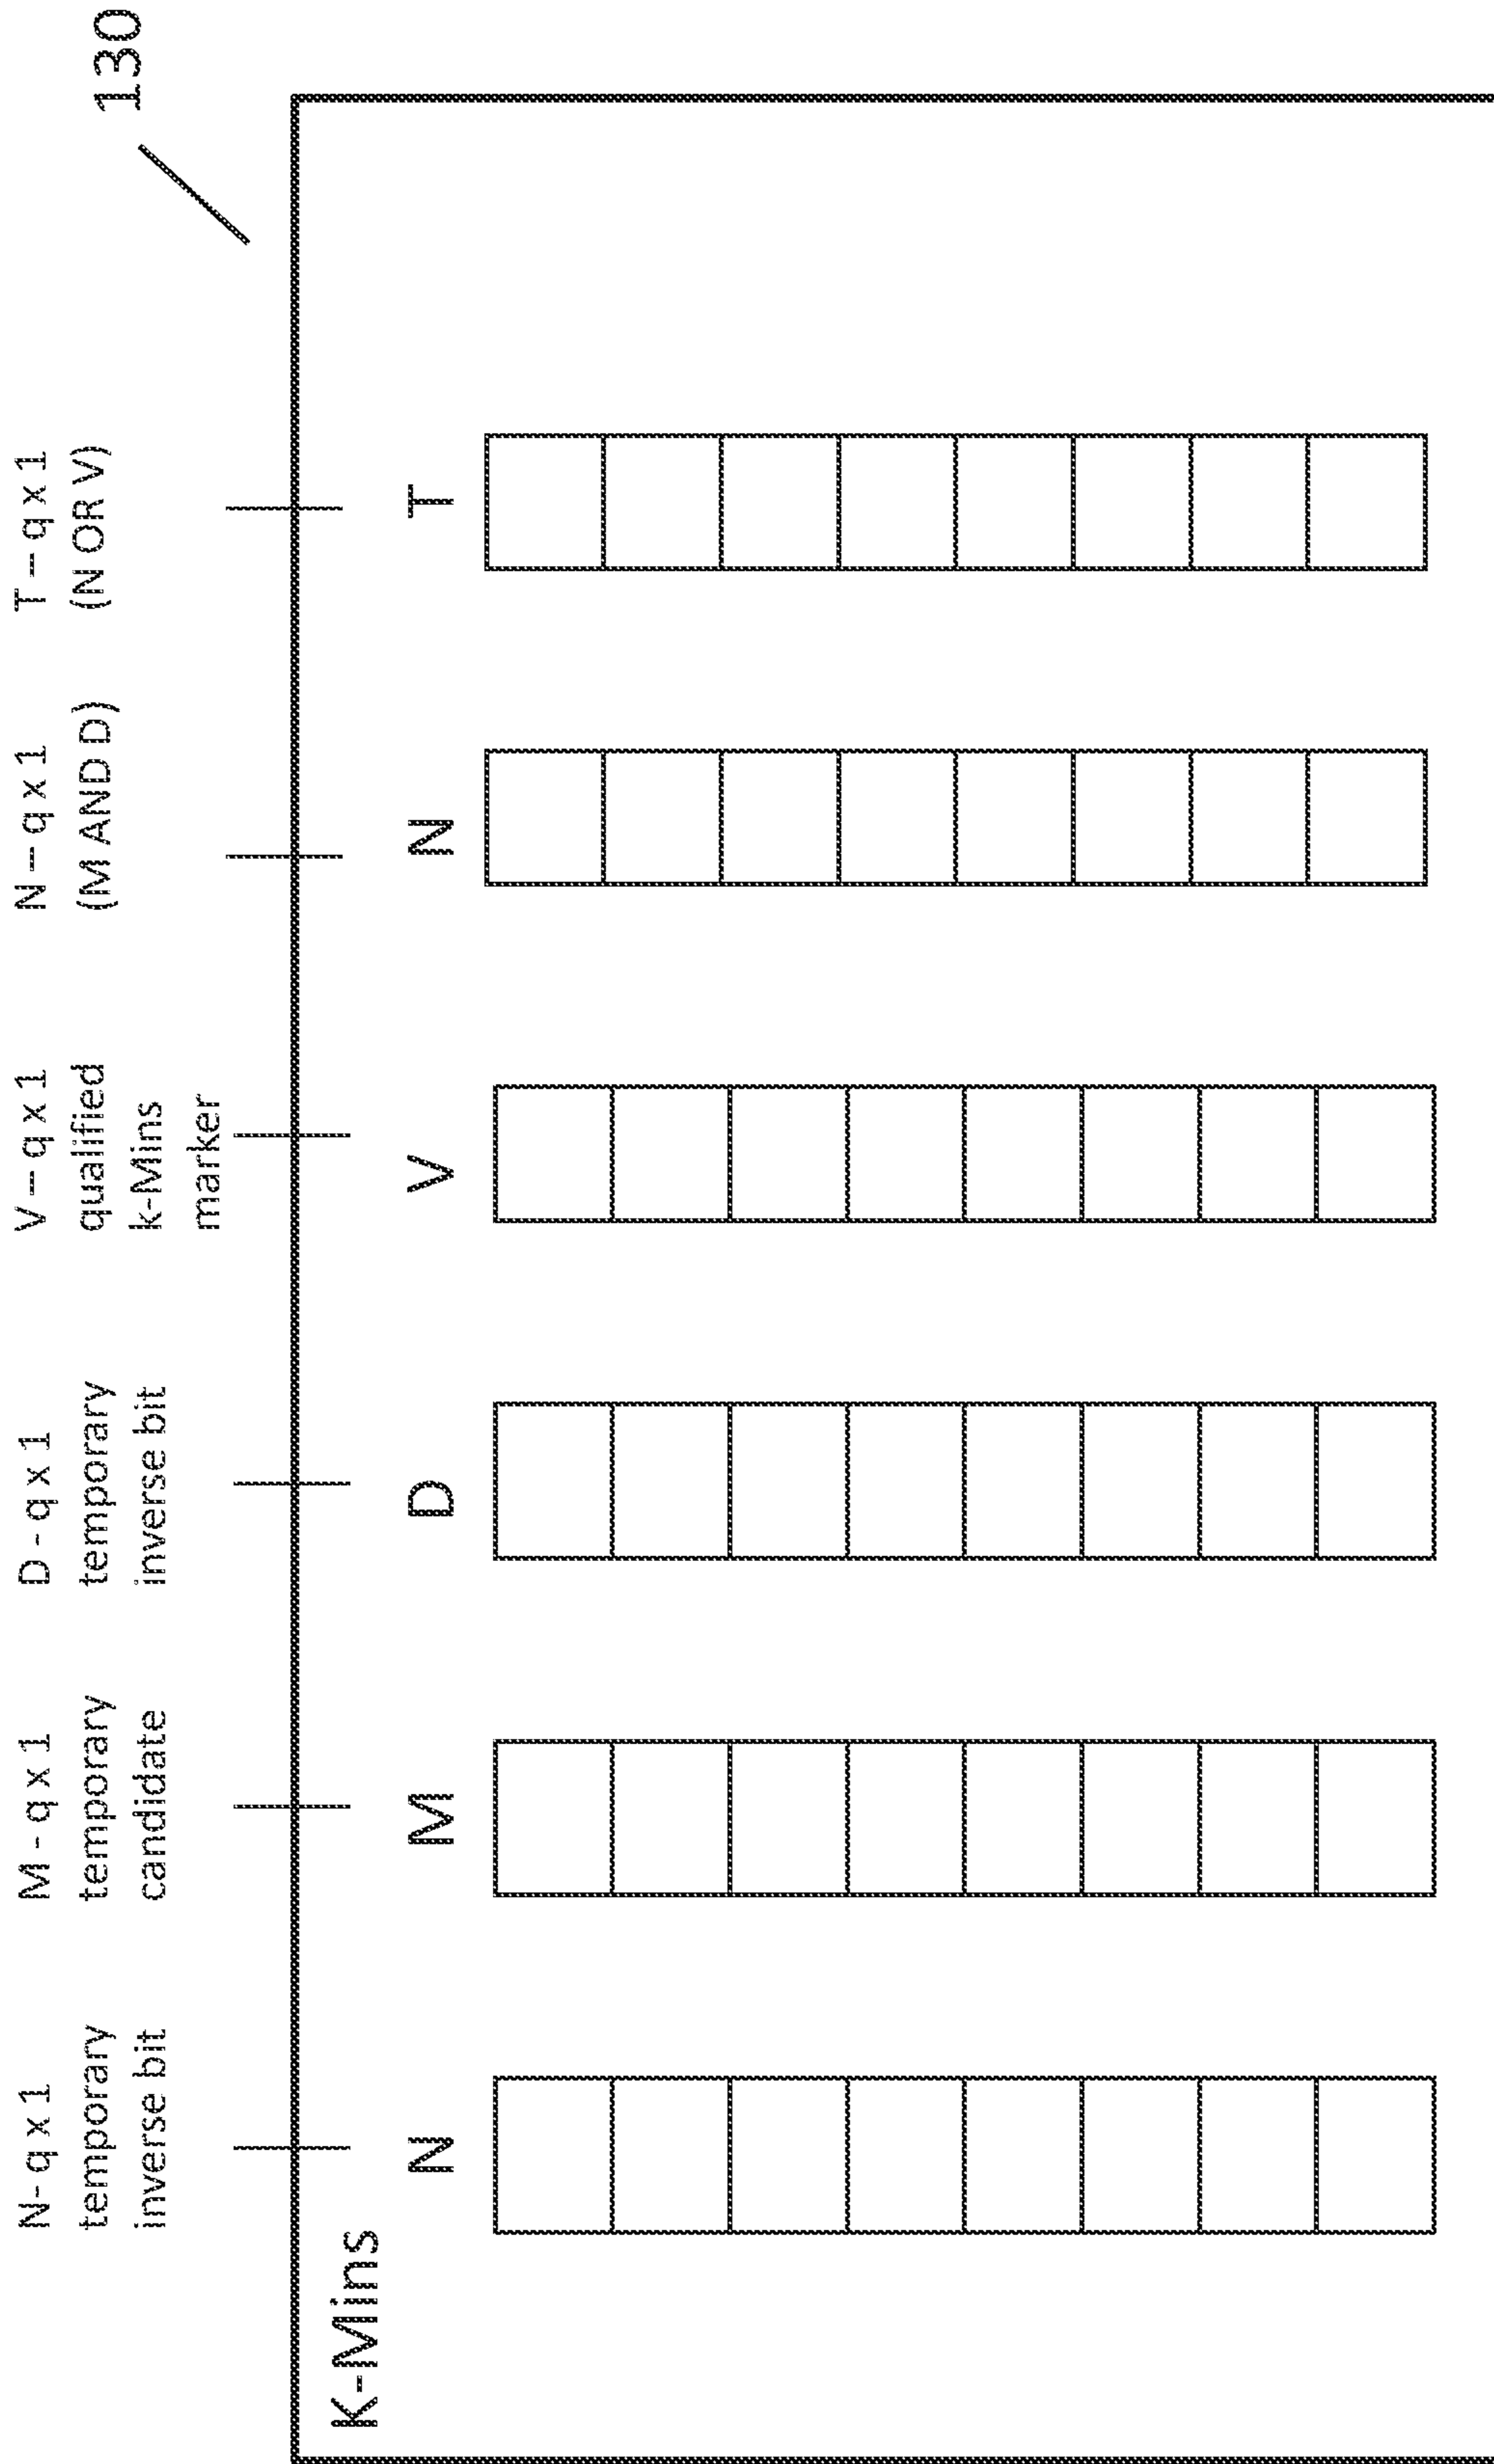 130
N- q x 1
temporary
inverse bit
M - q x 1
temporary
candidate
D - q x 1
temporary
inverse bit
V -- q x 1
qualified
k-Mins
marker
N -- q x 1
(M AND D)
T -- q x 1
(N OR V)
K-Mins
N
M
D
V
N
T